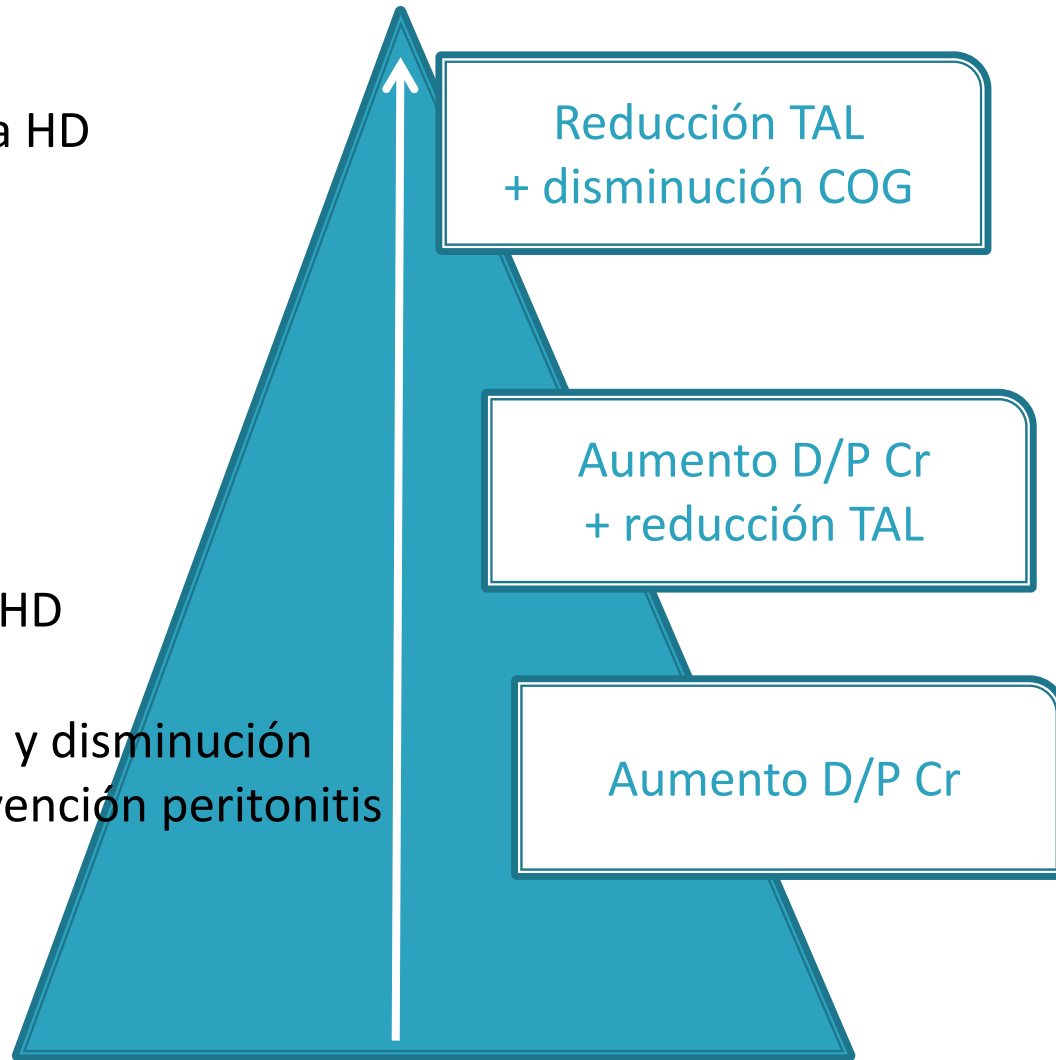 a HD
Reducción TAL
+ disminución COG
Aumento D/P Cr
+ reducción TAL
HD
y disminución
vención peritonitis
Aumento D/P Cr